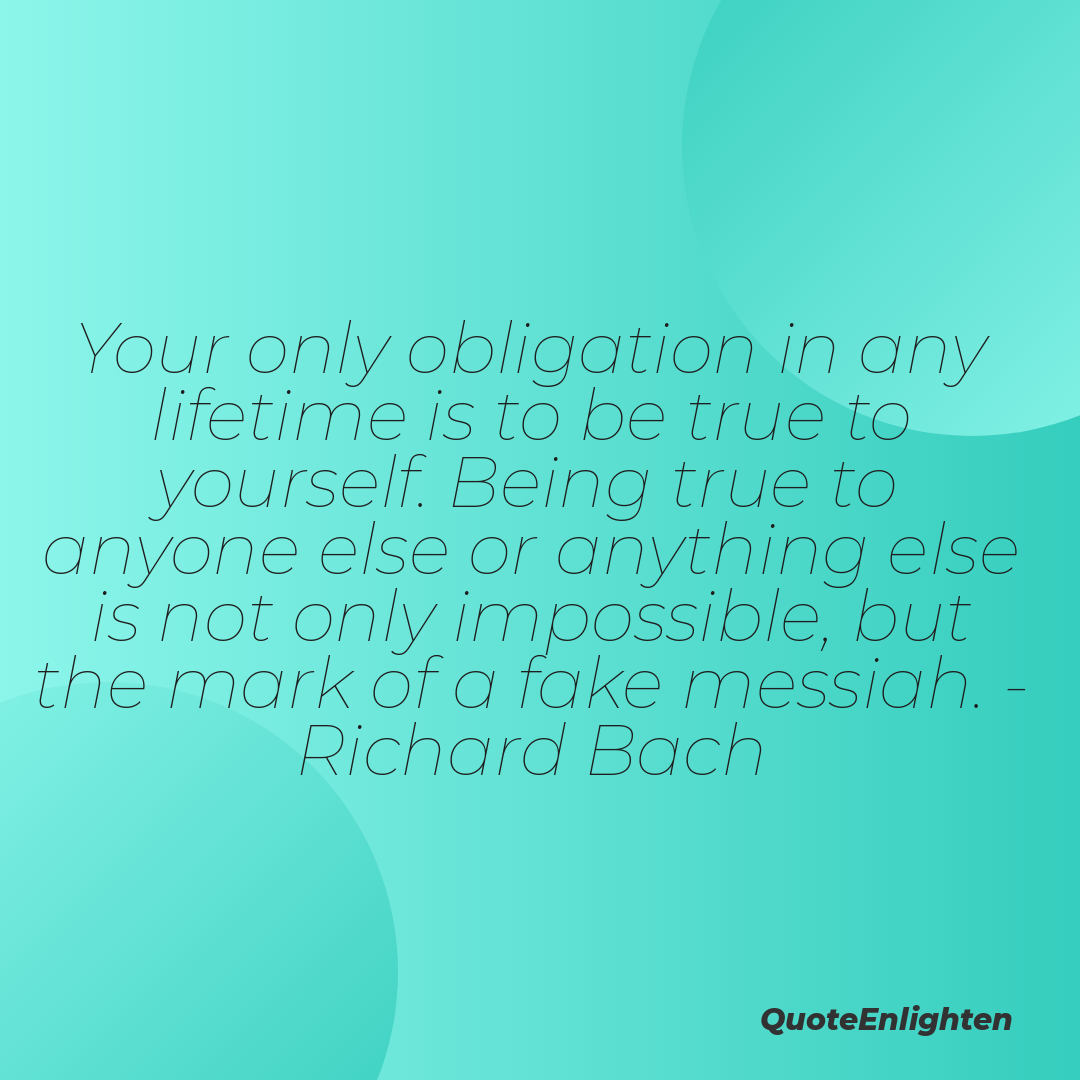 Your only obligation in any
lifetime is to be true to
yourself. Being true to
anyone else or anything else
is not only impossible, but
the mark of a fake messiah. -
Richard Bach
QuoteEnlighten